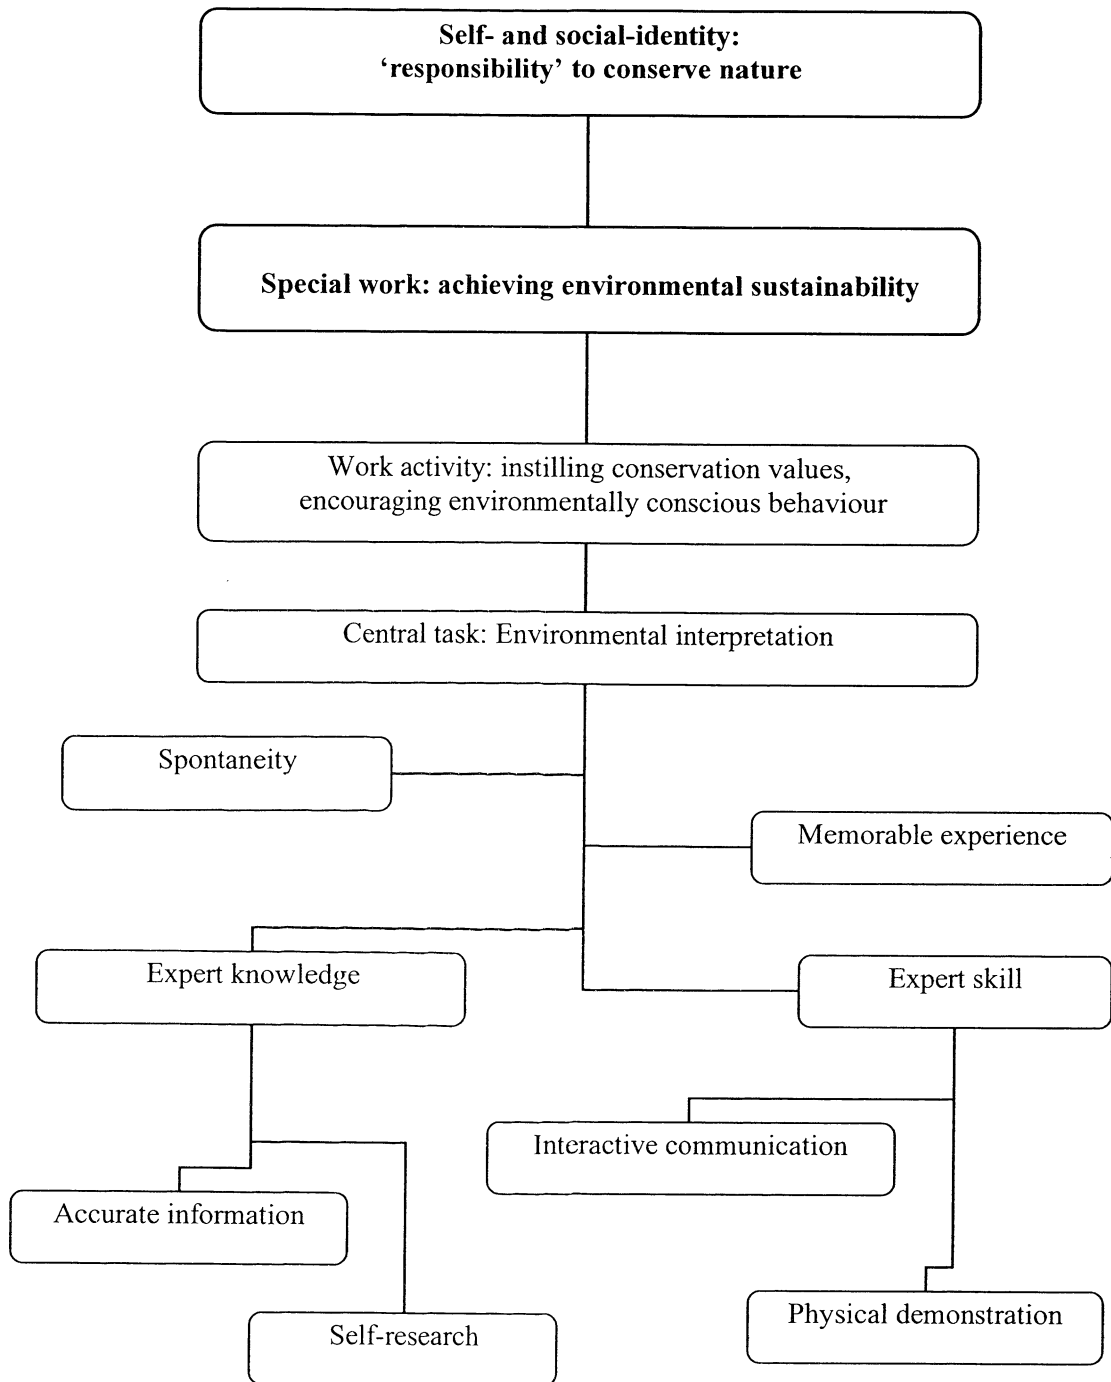 Self- and social-identity:
‘responsibility’ to conserve nature
Special work: achieving environmental sustainability
Work activity: instilling conservation values,
encouraging environmentally conscious behaviour
Central task: Environmental interpretation
Spontaneity
Memorable experience
Expert knowledge
Expert skill
Interactive communication
Accurate information
Physical demonstration
Self-research